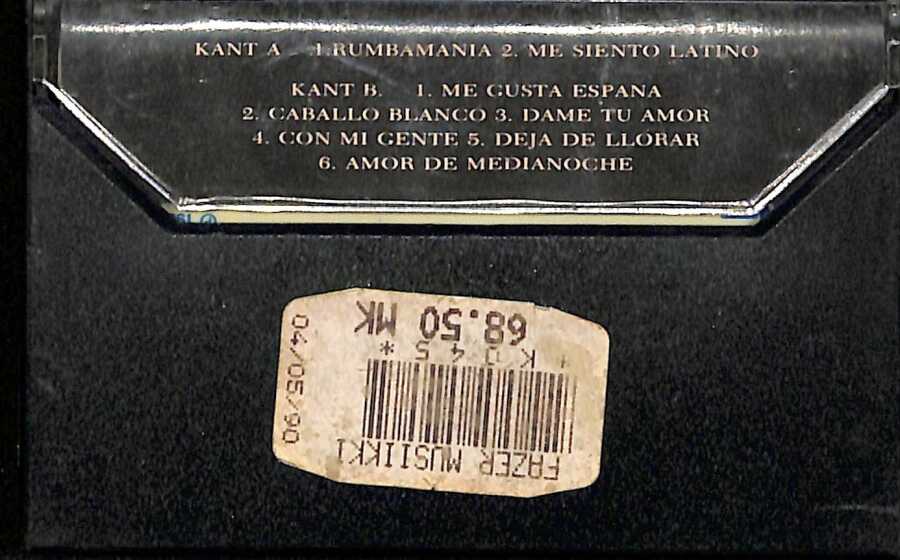 KANT A 1. RUMBAMANIA 2. ME SIENTO LATINO
KANT B. 1. ME GUSTA ESPANA
2. CABALLO BLANCO 3. DAME TU AMOR
4. CON MI GENTE 5. DEJA DE LLORAR
6. AMOR DE MEDIANOCHE
FAZER MUSIIKKI
68.50 MK
04/05/90